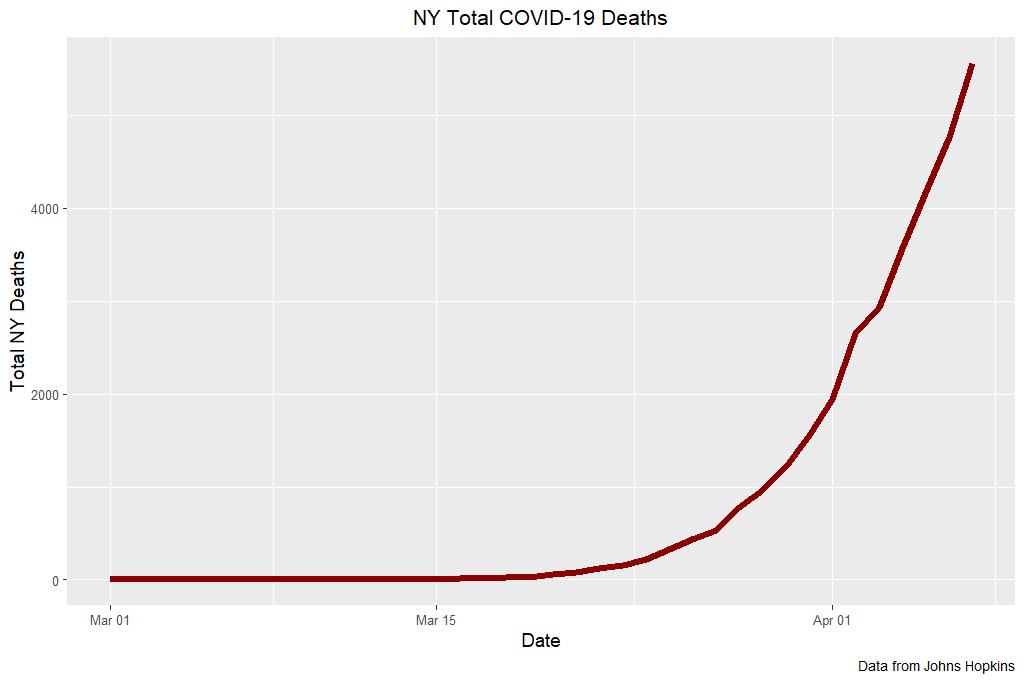 NY Total COVID-19 Deaths
Total NY Deaths
4000
2000
0
Mar 01 Mar 15 Apr 01
Date
Data from Johns Hopkins